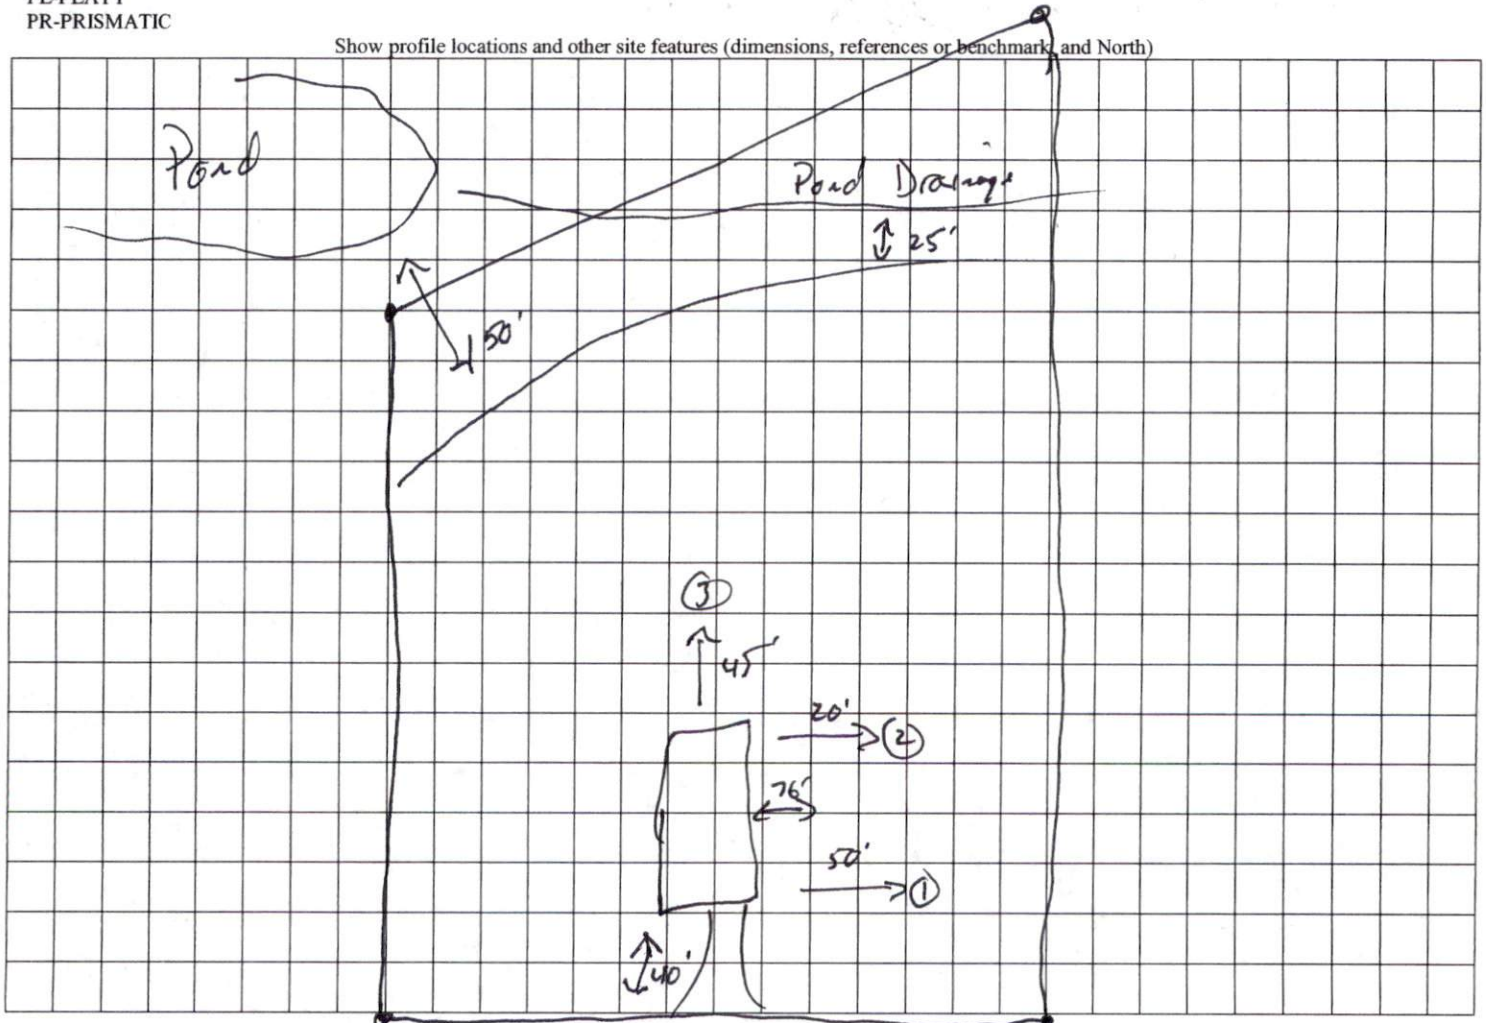 PR-PRISMATIC
Show profile locations and other site features (dimensions, references or benchmark, and North)
Pond
Pond Drainage
25'
50'
3
45'
20'
2
76'
50'
1
40'